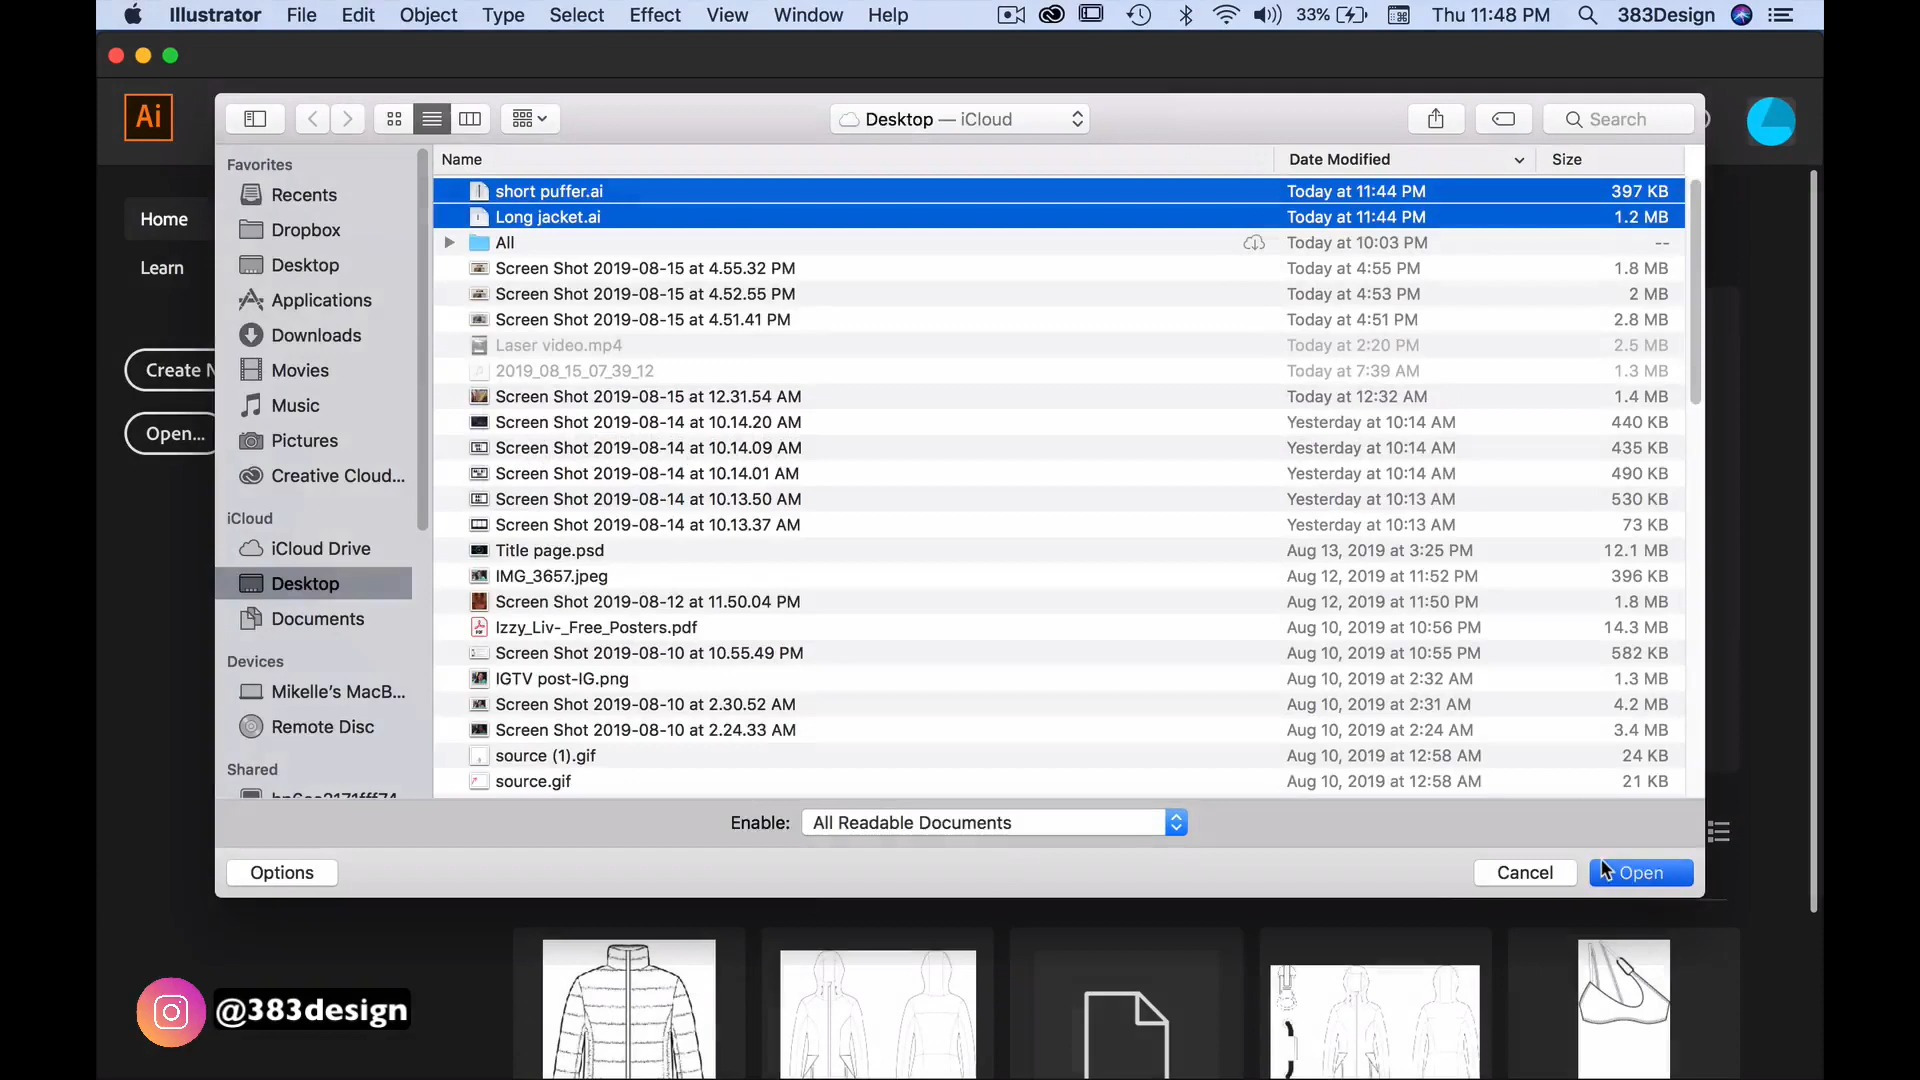 Illustrator File Edit Object Type Select Effect View Window Help 33% Thu 11:48 PM 383Design
Ai
Desktop — iCloud
Search
Home
Learn
Create N
Open...
Favorites
Recents
Dropbox
Desktop
Applications
Downloads
Movies
Music
Pictures
Creative Cloud...
iCloud
iCloud Drive
Desktop
Documents
Devices
Mikelle's MacB...
Remote Disc
Shared
Name Date Modified Size
short puffer.ai Today at 11:44 PM 397 KB
Long jacket.ai Today at 11:44 PM 1.2 MB
All Today at 10:03 PM --
Screen Shot 2019-08-15 at 4.55.32 PM Today at 4:55 PM 1.8 MB
Screen Shot 2019-08-15 at 4.52.55 PM Today at 4:53 PM 2 MB
Screen Shot 2019-08-15 at 4.51.41 PM Today at 4:51 PM 2.8 MB
Laser video.mp4 Today at 2:20 PM 2.5 MB
2019_08_15_07_39_12 Today at 7:39 AM 1.3 MB
Screen Shot 2019-08-15 at 12.31.54 AM Today at 12:32 AM 1.4 MB
Screen Shot 2019-08-14 at 10.14.20 AM Yesterday at 10:14 AM 440 KB
Screen Shot 2019-08-14 at 10.14.09 AM Yesterday at 10:14 AM 435 KB
Screen Shot 2019-08-14 at 10.14.01 AM Yesterday at 10:14 AM 490 KB
Screen Shot 2019-08-14 at 10.13.50 AM Yesterday at 10:13 AM 530 KB
Screen Shot 2019-08-14 at 10.13.37 AM Yesterday at 10:13 AM 73 KB
Title page.psd Aug 13, 2019 at 3:25 PM 12.1 MB
IMG_3657.jpeg Aug 12, 2019 at 11:52 PM 396 KB
Screen Shot 2019-08-12 at 11.50.04 PM Aug 12, 2019 at 11:50 PM 1.8 MB
Izzy_Liv-_Free_Posters.pdf Aug 10, 2019 at 10:56 PM 14.3 MB
Screen Shot 2019-08-10 at 10.55.49 PM Aug 10, 2019 at 10:55 PM 582 KB
IGTV post-IG.png Aug 10, 2019 at 2:32 AM 1.3 MB
Screen Shot 2019-08-10 at 2.30.52 AM Aug 10, 2019 at 2:31 AM 4.2 MB
Screen Shot 2019-08-10 at 2.24.33 AM Aug 10, 2019 at 2:24 AM 3.4 MB
source (1).gif Aug 10, 2019 at 12:58 AM 24 KB
source.gif Aug 10, 2019 at 12:58 AM 21 KB
Enable: All Readable Documents
Options Cancel Open
@383design